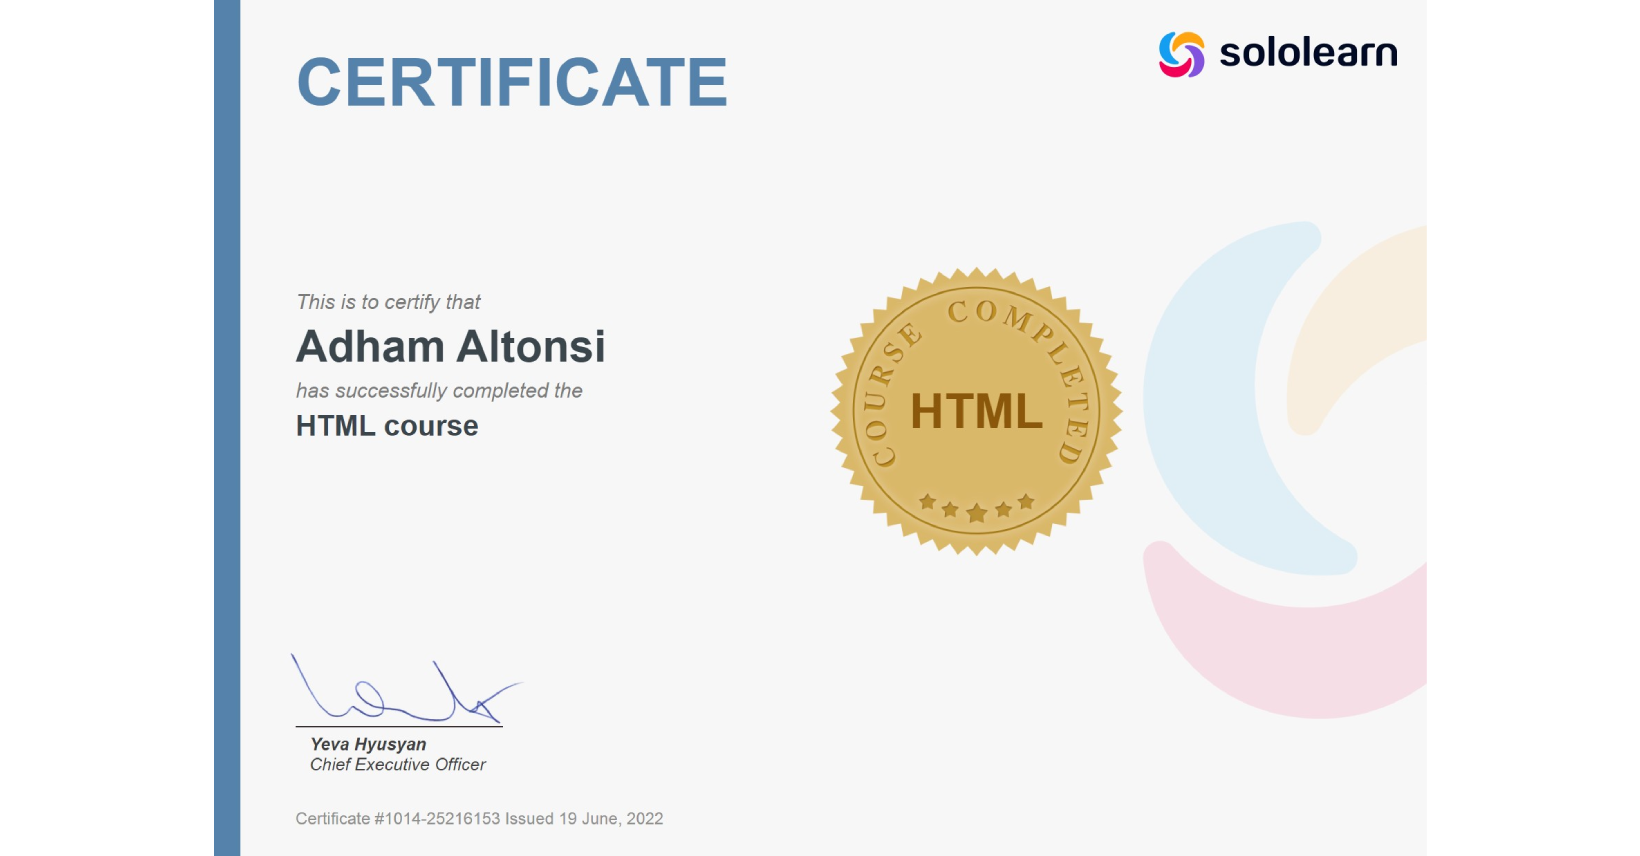 CERTIFICATE
sololearn
This is to certify that
Adham Altonsi
has successfully completed the
HTML course
COURSE COMPLETED
HTML
Yeva Hyusyan
Chief Executive Officer
Certificate #1014-25216153 Issued 19 June, 2022